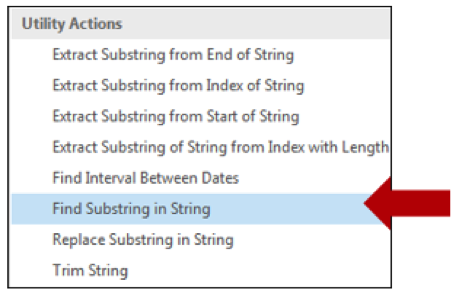 Utility Actions
Extract Substring from End of String
Extract Substring from Index of String
Extract Substring from Start of String
Extract Substring of String from Index with Length
Find Interval Between Dates
Find Substring in String
Replace Substring in String
Trim String